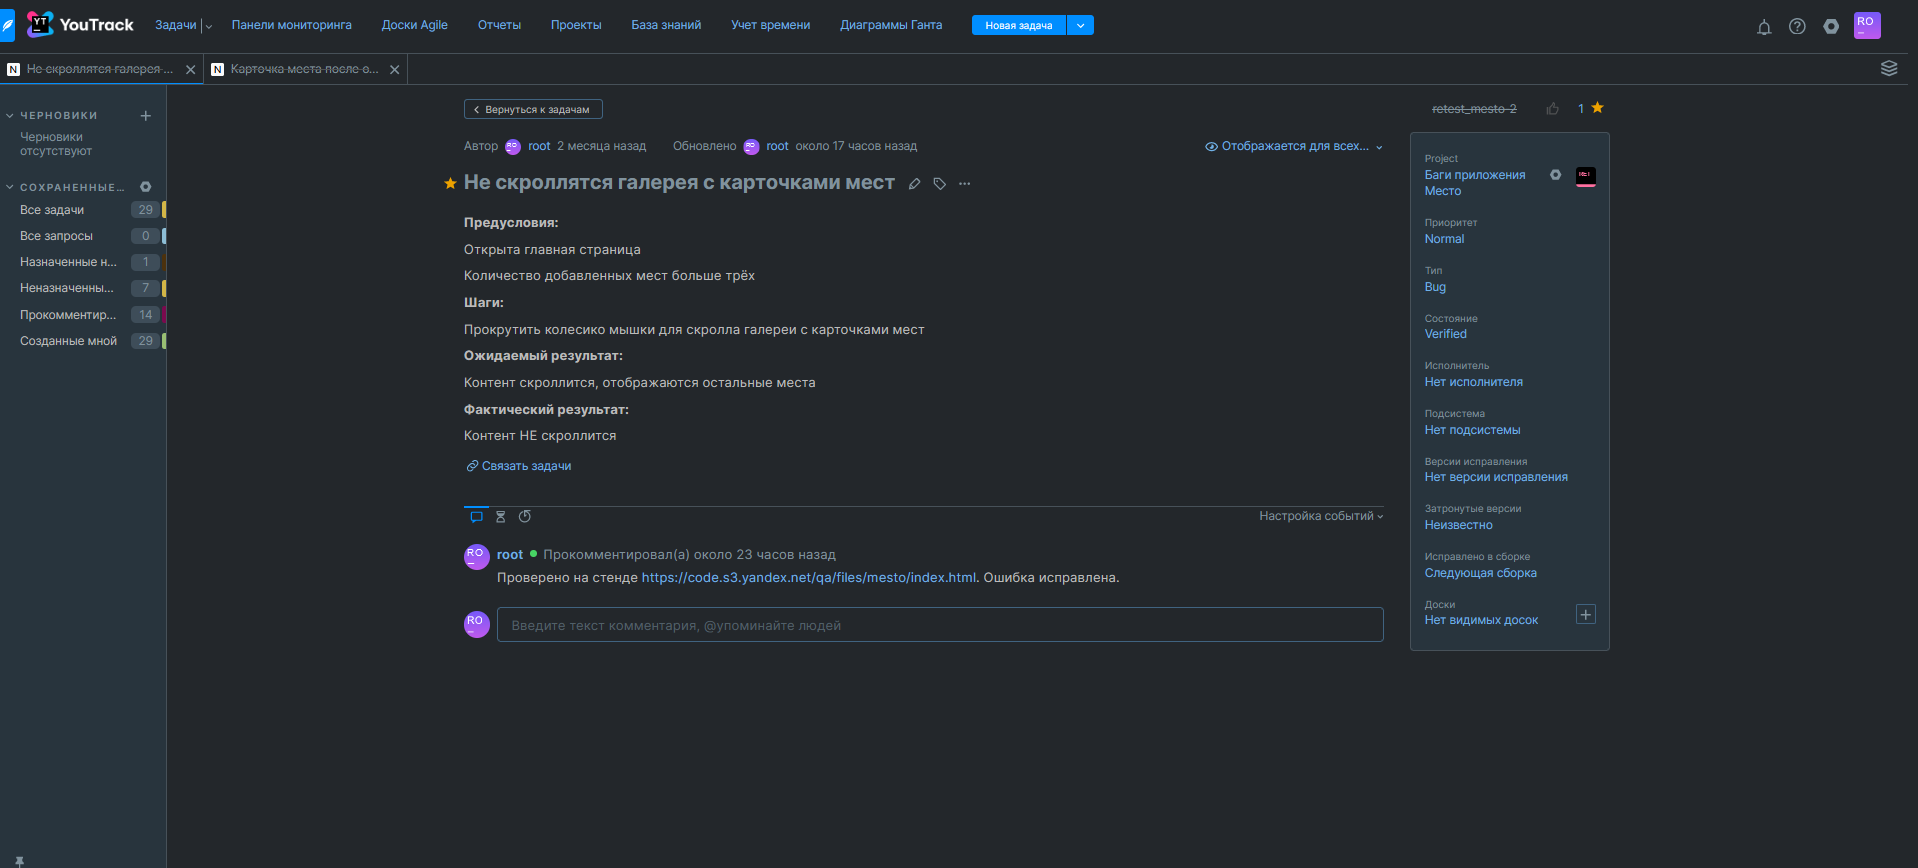 YouTrack
Задачи
Панели мониторинга
Доски Agile
Отчеты
Проекты
База знаний
Учет времени
Диаграммы Ганта
Новая задача
RO
N Не скроллятся галерея ...
N Карточка места после о...
ЧЕРНОВИКИ
Черновики
отсутствуют
СОХРАНЕННЫЕ...
Все задачи 29
Все запросы 0
Назначенные н... 1
Неназначенны... 7
Прокомментир... 14
Созданные мной 29
Вернуться к задачам
retest_mesto-2
1
Автор root 2 месяца назад
Обновлено root около 17 часов назад
Отображается для всех...
Не скроллятся галерея с карточками мест
Предусловия:
Открыта главная страница
Количество добавленных мест больше трёх
Шаги:
Прокрутить колесико мышки для скролла галереи с карточками мест
Ожидаемый результат:
Контент скроллится, отображаются остальные места
Фактический результат:
Контент НЕ скроллится
Связать задачи
Настройка событий
RO
root Прокомментировал(а) около 23 часов назад
Проверено на стенде https://code.s3.yandex.net/qa/files/mesto/index.html. Ошибка исправлена.
RO
Введите текст комментария, @упоминайте людей
Project
Баги приложения
Место
RET
Приоритет
Normal
Тип
Bug
Состояние
Verified
Исполнитель
Нет исполнителя
Подсистема
Нет подсистемы
Версии исправления
Нет версии исправления
Затронутые версии
Неизвестно
Исправлено в сборке
Следующая сборка
Доски
Нет видимых досок